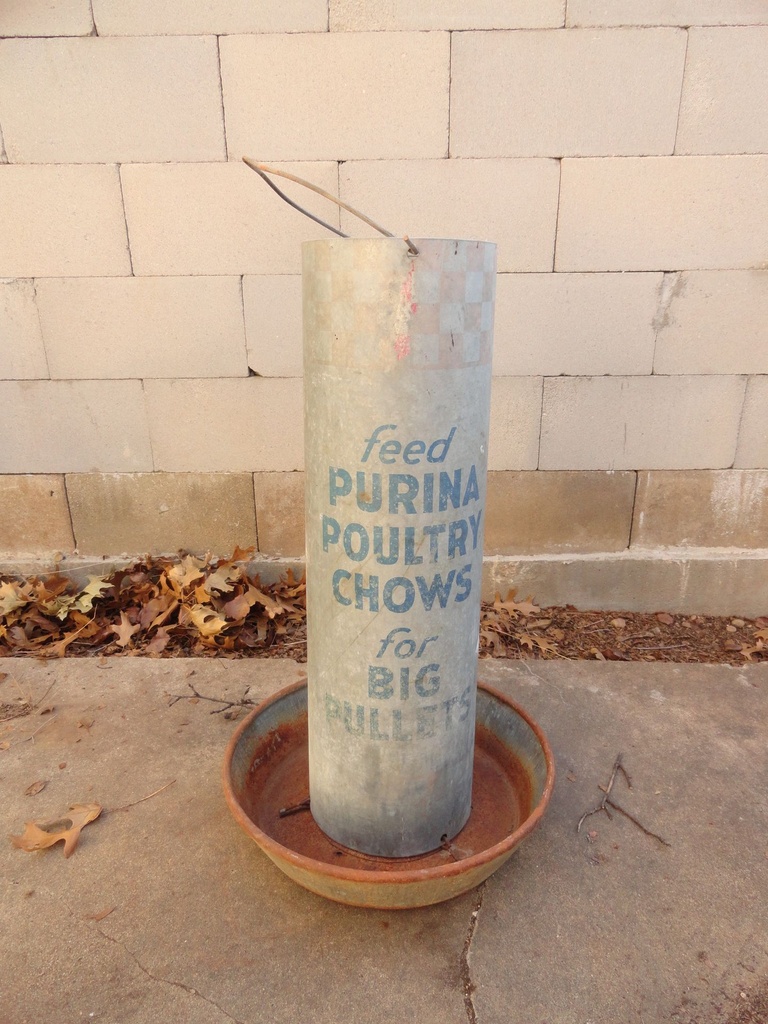 feed
PURINA
POULTRY
CHOWS
for
BIG
PULLETS